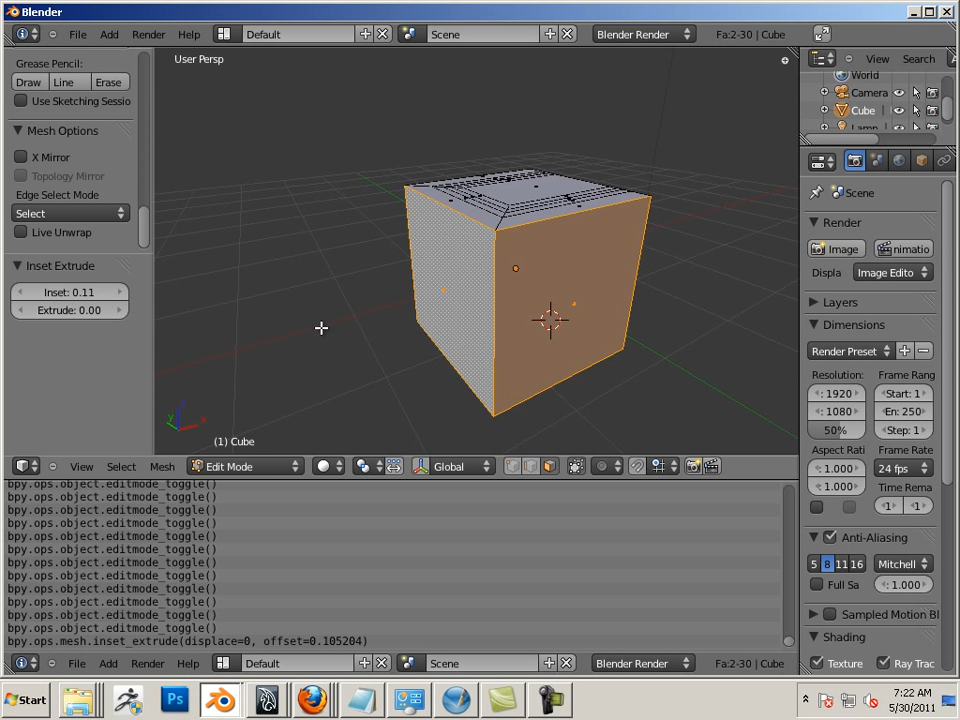 Blender
File Add Render Help Default Scene Blender Render Fa:2-30 | Cube
Grease Pencil:
Draw Line Erase
Use Sketching Sessio
Mesh Options
X Mirror
Topology Mirror
Edge Select Mode
Select
Live Unwrap
Inset Extrude
Inset: 0.11
Extrude: 0.00
User Persp
y x
(1) Cube
View Select Mesh Edit Mode Global
bpy.ops.object.editmode_toggle()
bpy.ops.object.editmode_toggle()
bpy.ops.object.editmode_toggle()
bpy.ops.object.editmode_toggle()
bpy.ops.object.editmode_toggle()
bpy.ops.object.editmode_toggle()
bpy.ops.object.editmode_toggle()
bpy.ops.object.editmode_toggle()
bpy.ops.object.editmode_toggle()
bpy.ops.object.editmode_toggle()
bpy.ops.object.editmode_toggle()
bpy.ops.object.editmode_toggle()
bpy.ops.mesh.inset_extrude(displace=0, offset=0.105204)
File Add Render Help Default Scene Blender Render Fa:2-30 | Cube
View Search
World
Camera
Cube
Lamp
Scene
Render
Image nimatio
Displa Image Edito
Layers
Dimensions
Render Preset
Resolution: Frame Rang
: 1920 Start: 1
: 1080 En: 250
50% Step: 1
Aspect Rati Frame Rate
: 1.000 24 fps
: 1.000 Time Rema
1 1
Anti-Aliasing
5 8 11 16 Mitchell
Full Sa : 1.000
Sampled Motion Bl
Shading
Texture Ray Trac
Start Ps 7:22 AM
5/30/2011